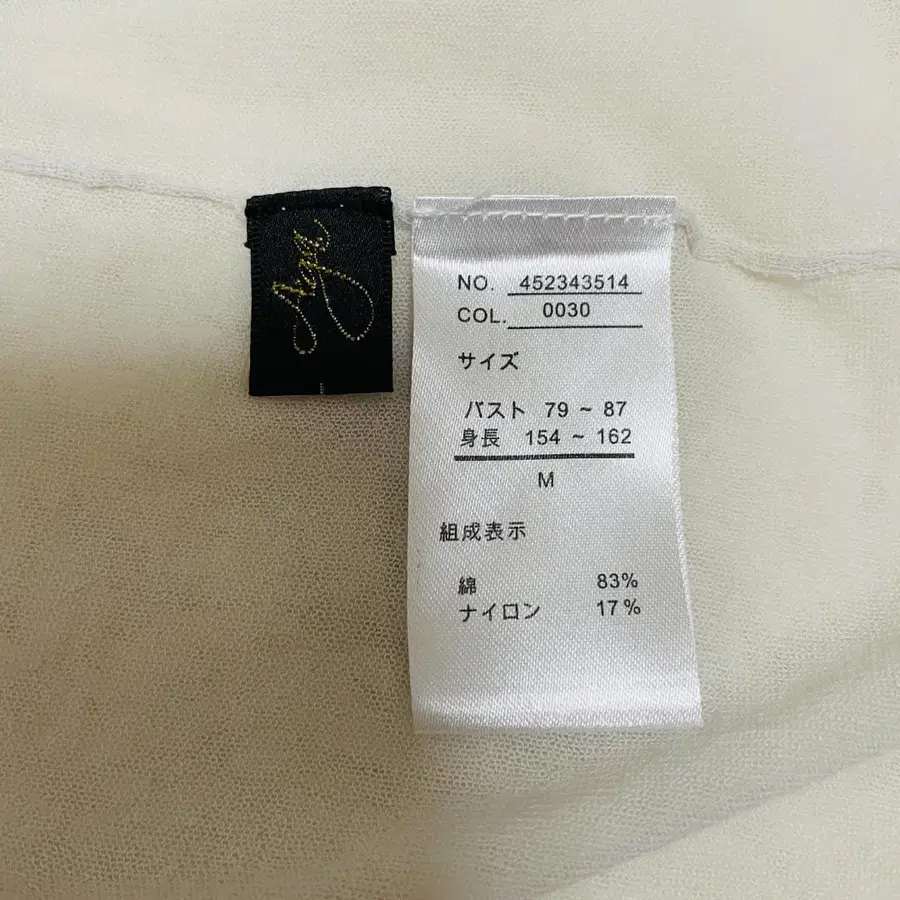 NO. 452343514
COL. 0030
サイズ
バスト 79 ~ 87
身長 154 ~ 162
M
組成表示
綿 83%
ナイロン 17%